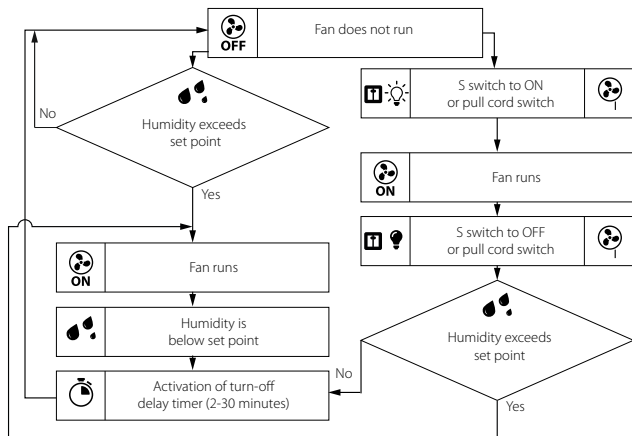 OFF
Fan does not run
No
Humidity exceeds
set point
Yes
S switch to ON
or pull cord switch
ON
Fan runs
S switch to OFF
or pull cord switch
ON
Fan runs
Humidity is
below set point
Activation of turn-off
delay timer (2-30 minutes)
Humidity exceeds
set point
No
Yes